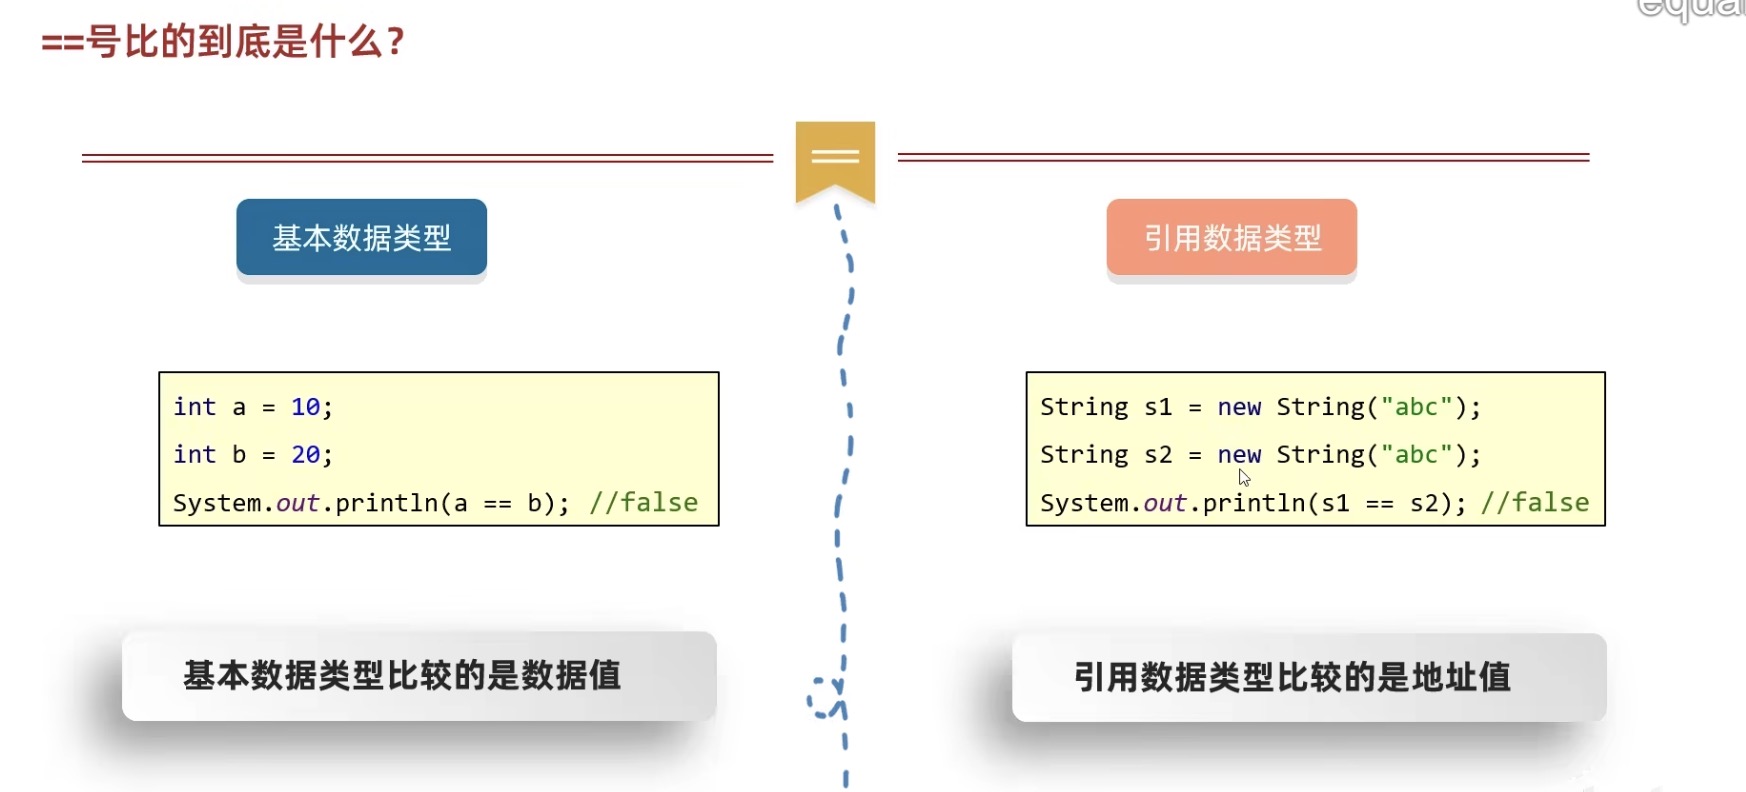 ==号比的到底是什么？
基本数据类型
引用数据类型
int a = 10;
int b = 20;
System.out.println(a == b); //false
String s1 = new String("abc");
String s2 = new String("abc");
System.out.println(s1 == s2); //false
基本数据类型比较的是数据值
引用数据类型比较的是地址值